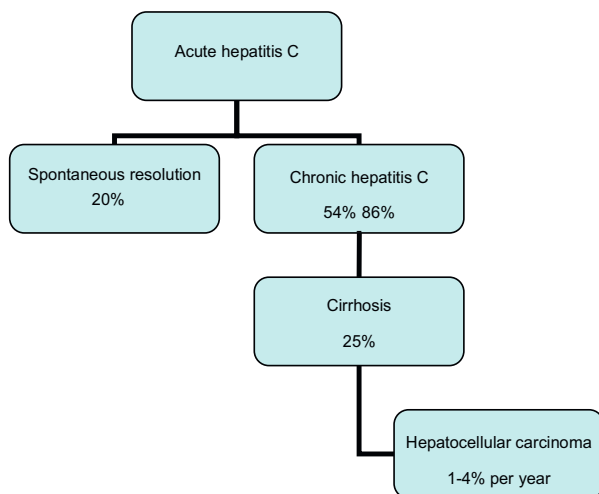 Acute hepatitis C
Spontaneous resolution
20%
Chronic hepatitis C
54% 86%
Cirrhosis
25%
Hepatocellular carcinoma
1-4% per year